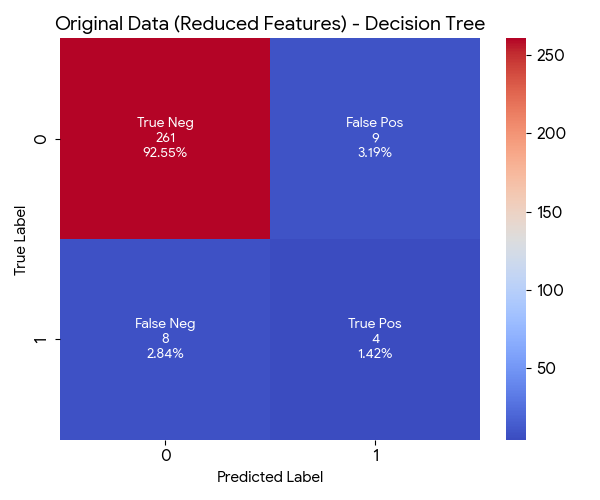 Original Data (Reduced Features) - Decision Tree
True Neg
261
92.55%
False Pos
9
3.19%
False Neg
8
2.84%
True Pos
4
1.42%
0
1
True Label
0
1
Predicted Label
250
200
150
100
50